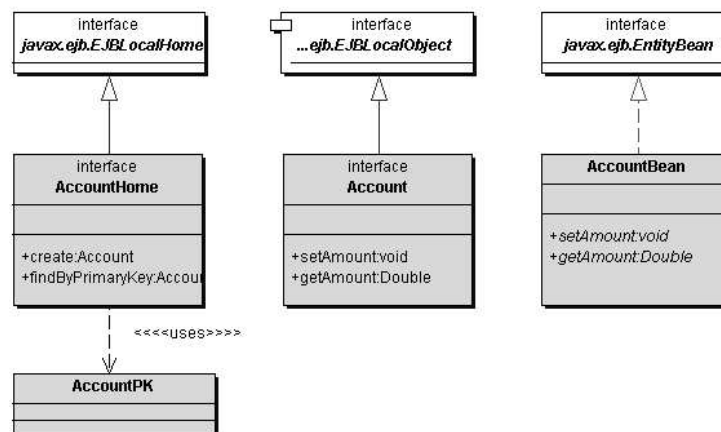 interface
javax.ejb.EJBLocalHome
interface
...ejb.EJBLocalObject
interface
javax.ejb.EntityBean
interface
AccountHome
+create:Account
+findByPrimaryKey:Accou
interface
Account
+setAmount:void
+getAmount:Double
AccountBean
+setAmount:void
+getAmount:Double
<<<<uses>>>>
AccountPK